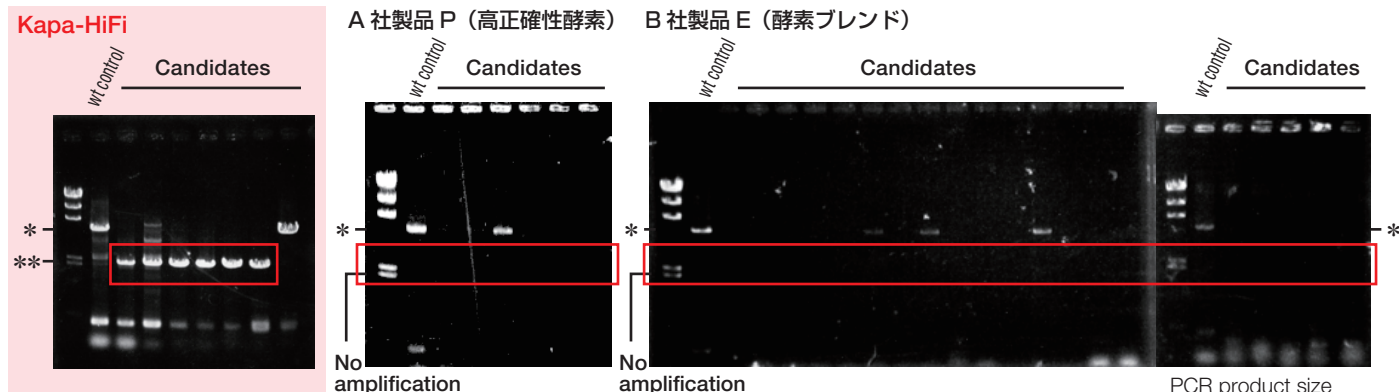 Kapa-HiFi
wt control
Candidates
*
**
A 社製品 P（高正確性酵素）
wt control
Candidates
*
No
amplification
B 社製品 E（酵素ブレンド）
wt control
Candidates
*
No
amplification
wt control
Candidates
*
PCR product size